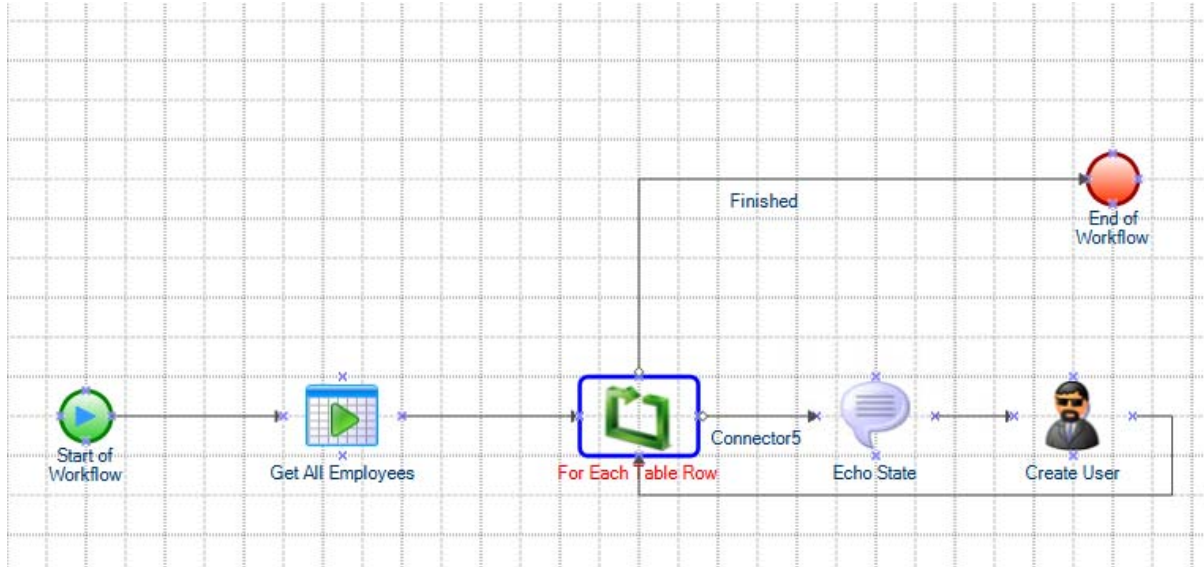 Finished
End of
Workflow
Start of
Workflow
Get All Employees
For Each Table Row
Connector5
Echo State
Create User